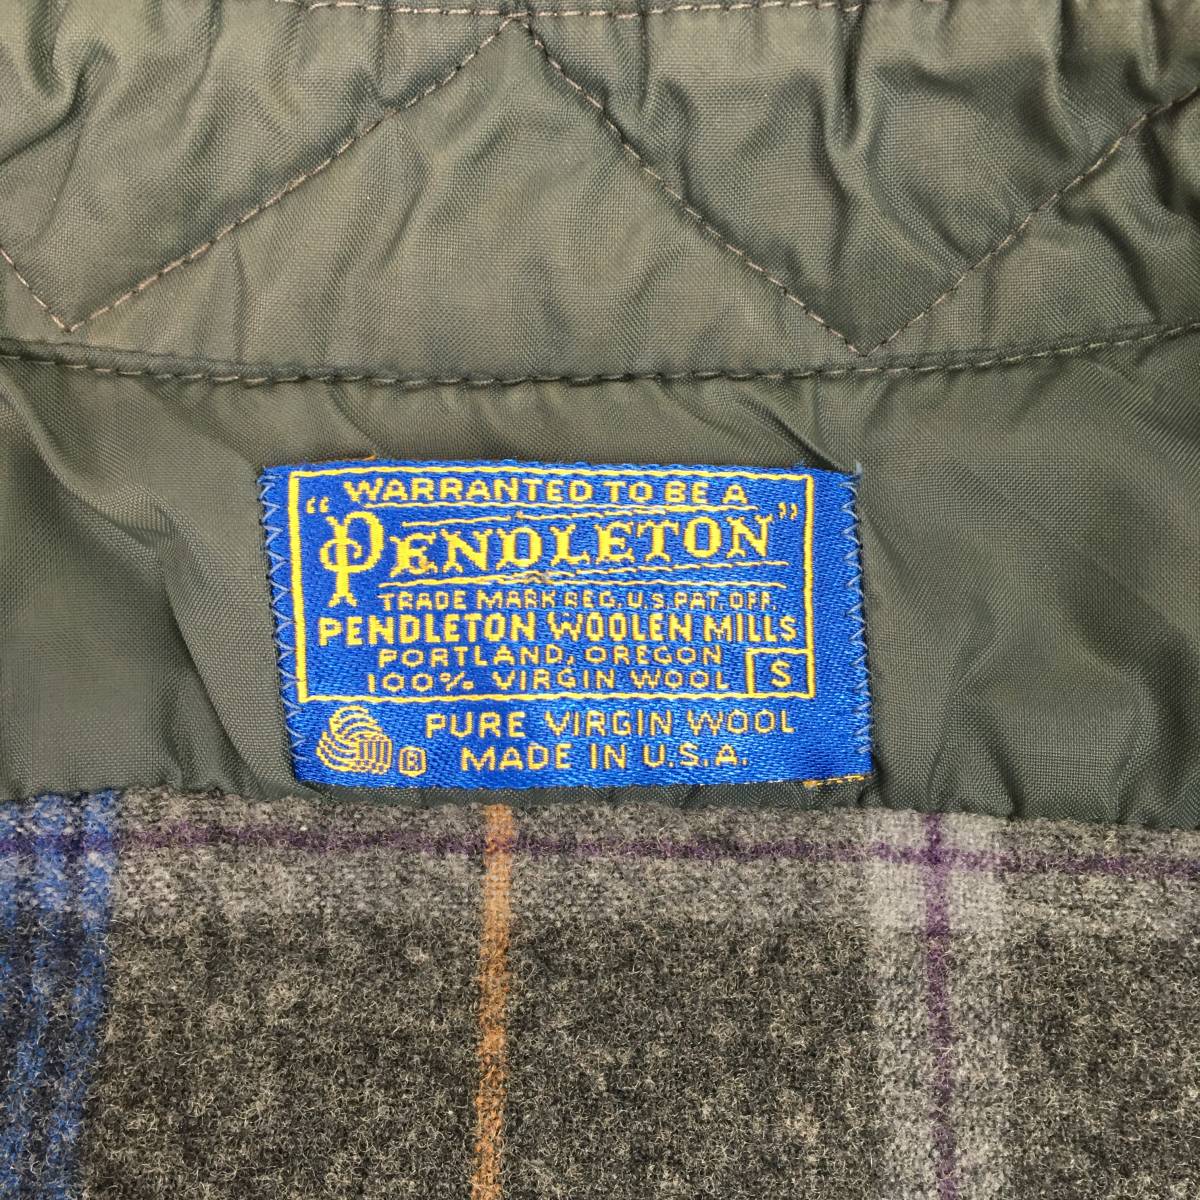 WARRANTED TO BE A
"PENDLETON"
TRADE MARK REG. U.S. PAT. OFF.
PENDLETON WOOLEN MILLS
PORTLAND, OREGON
100% VIRGIN WOOL S
PURE VIRGIN WOOL
® MADE IN U.S.A.